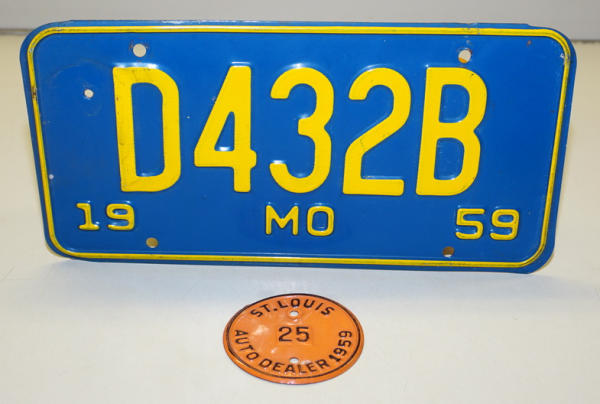 D432B
19 MO 59
ST. LOUIS
25
AUTO DEALER 1959